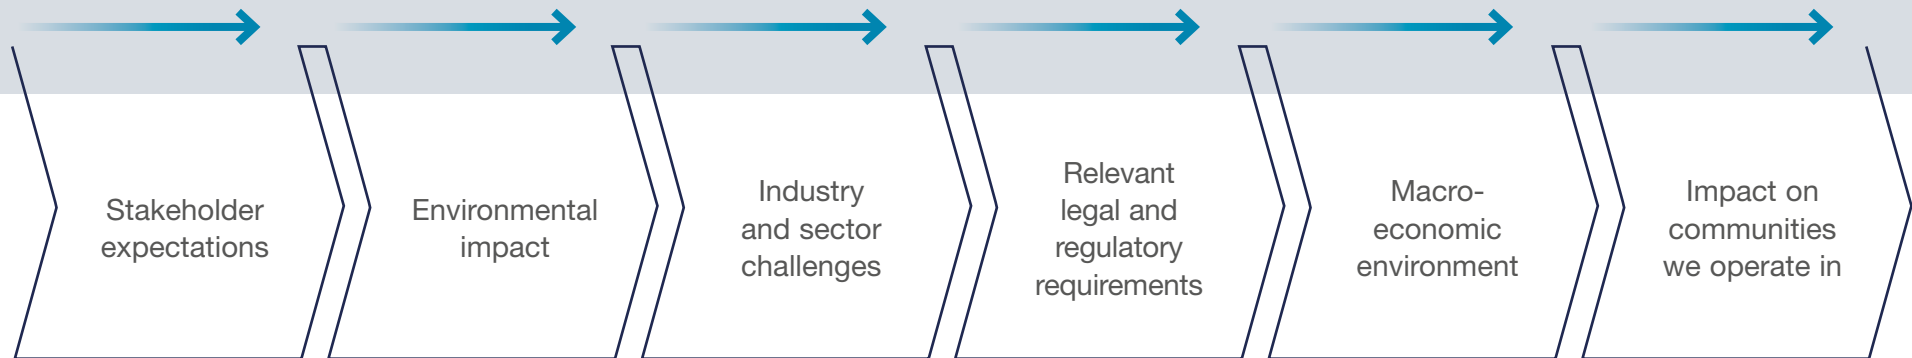 Stakeholder
expectations
Environmental
impact
Industry
and sector
challenges
Relevant
legal and
regulatory
requirements
Macro-
economic
environment
Impact on
communities
we operate in